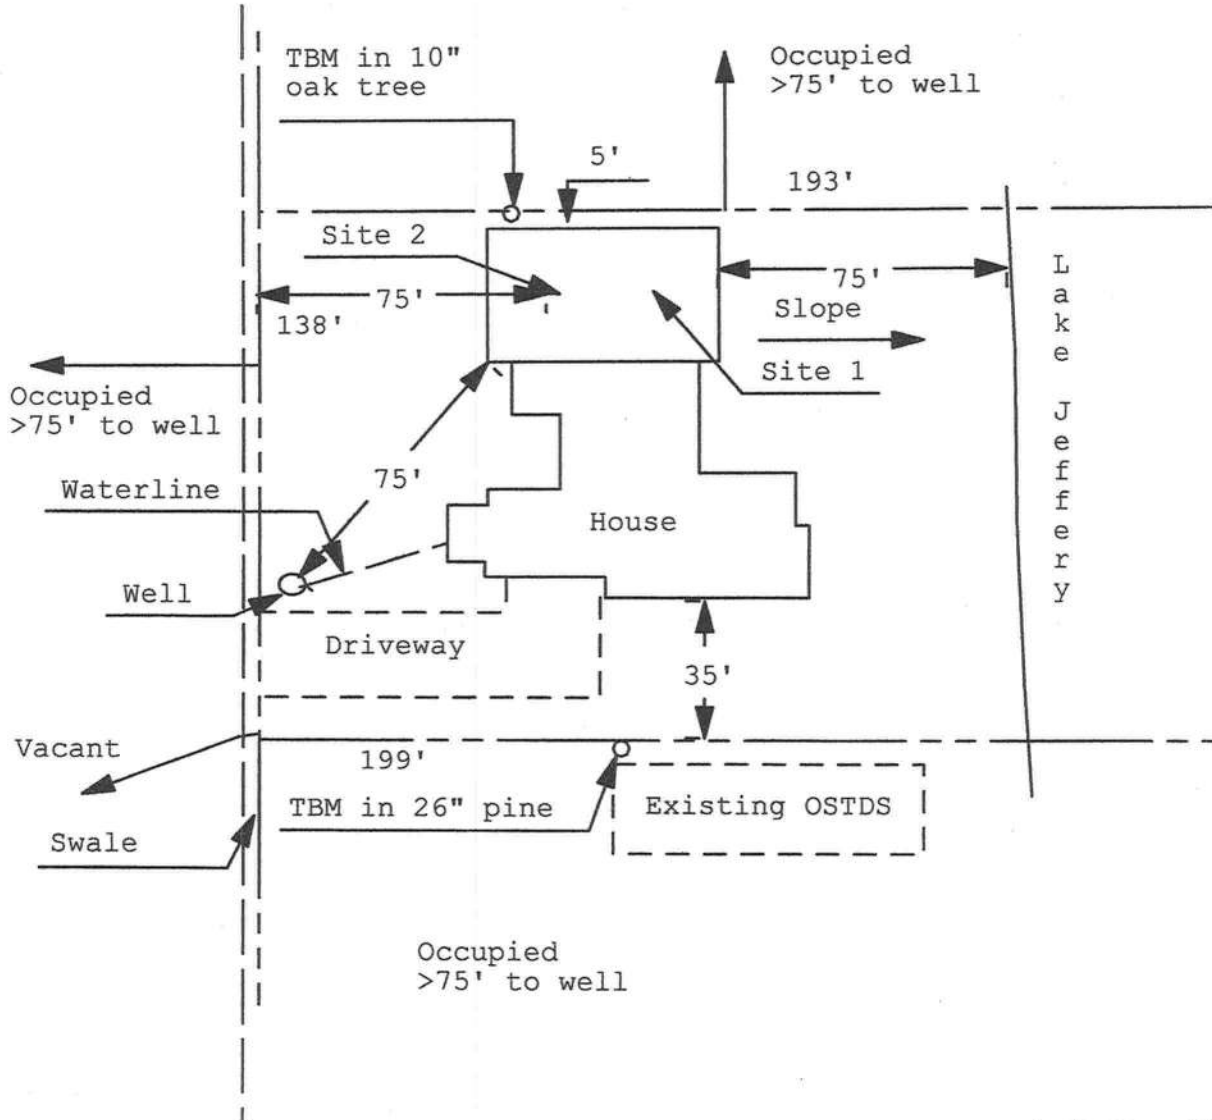 TBM in 10"
oak tree
Occupied
>75' to well
5'
193'
Site 2
75'
75'
138'
Slope
Site 1
Lake Jeffery
Occupied
>75' to well
75'
Waterline
House
Well
Driveway
35'
Vacant
199'
TBM in 26" pine
Existing OSTDS
Swale
Occupied
>75' to well